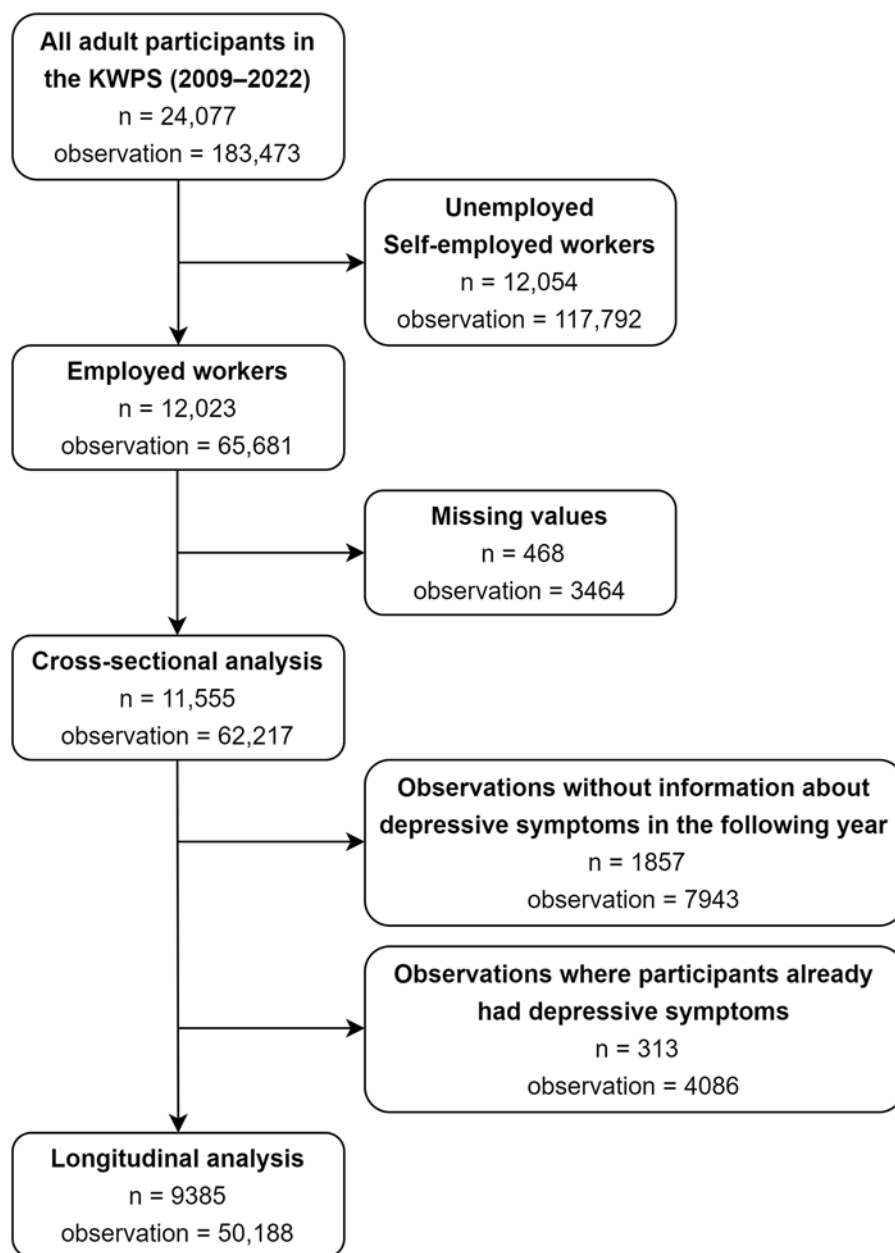 All adult participants in
the KWPS (2009–2022)
n = 24,077
observation = 183,473
Unemployed
Self-employed workers
n = 12,054
observation = 117,792
Employed workers
n = 12,023
observation = 65,681
Missing values
n = 468
observation = 3464
Cross-sectional analysis
n = 11,555
observation = 62,217
Observations without information about
depressive symptoms in the following year
n = 1857
observation = 7943
Observations where participants already
had depressive symptoms
n = 313
observation = 4086
Longitudinal analysis
n = 9385
observation = 50,188